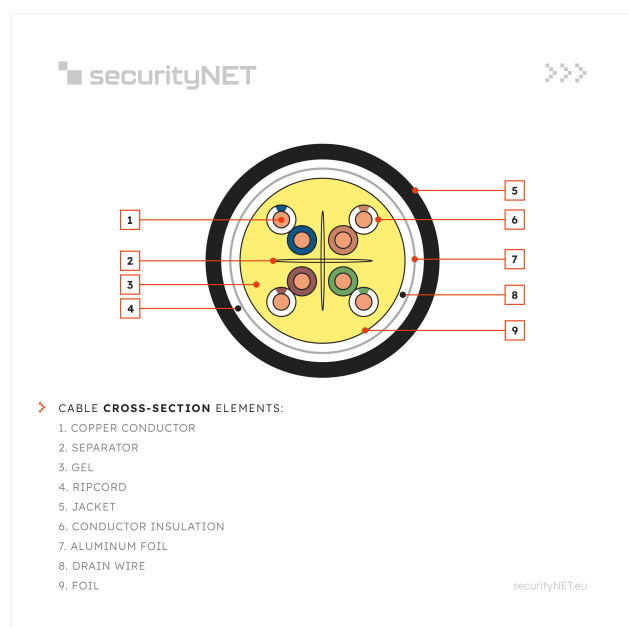 securityNET
1
2
3
4
5
6
7
8
9
CABLE CROSS-SECTION ELEMENTS:
1. COPPER CONDUCTOR
2. SEPARATOR
3. GEL
4. RIPCORD
5. JACKET
6. CONDUCTOR INSULATION
7. ALUMINUM FOIL
8. DRAIN WIRE
9. FOIL
securityNET.eu